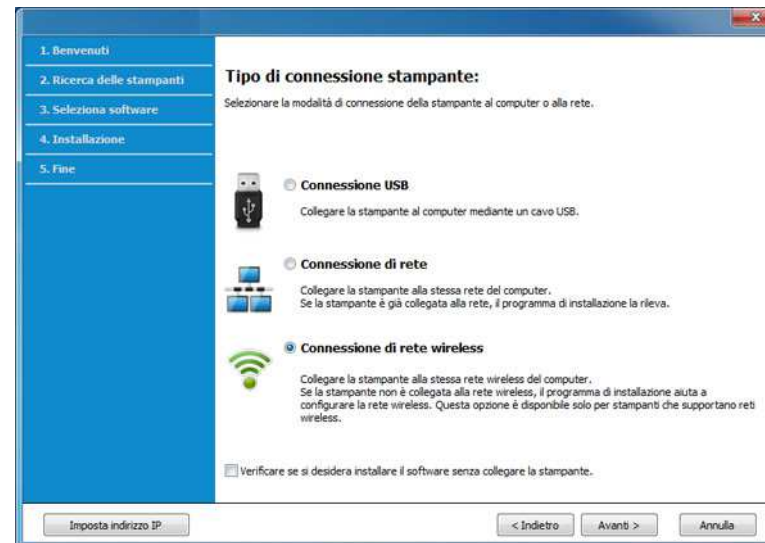 1. Benvenuti
2. Ricerca delle stampanti
3. Seleziona software
4. Installazione
5. Fine
Tipo di connessione stampante:
Selezionare la modalità di connessione della stampante al computer o alla rete.
Connessione USB
Collegare la stampante al computer mediante un cavo USB.
Connessione di rete
Collegare la stampante alla stessa rete del computer.
Se la stampante è già collegata alla rete, il programma di installazione la rileva.
Connessione di rete wireless
Collegare la stampante alla stessa rete wireless del computer.
Se la stampante non è collegata alla rete wireless, il programma di installazione aiuta a
configurare la rete wireless. Questa opzione è disponibile solo per stampanti che supportano reti
wireless.
Verificare se si desidera installare il software senza collegare la stampante.
Imposta indirizzo IP
< Indietro
Avanti >
Annulla